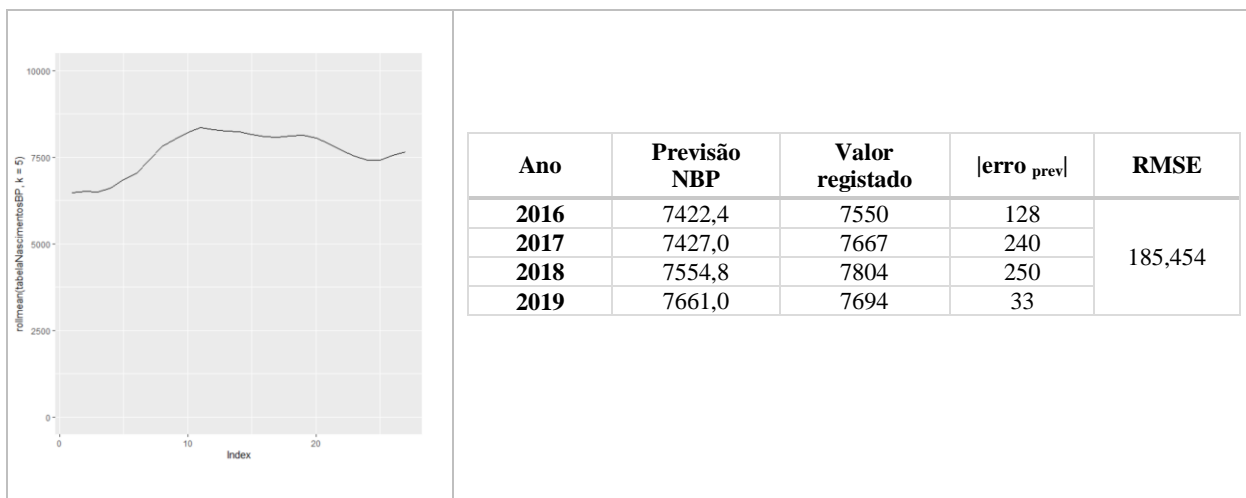 10000
7500
5000
2500
0
rollmean(tabelaNascimentosBP, k = 5)
0 10 20
Index
Ano Previsão NBP Valor registado |erro prev| RMSE
2016 7422,4 7550 128
2017 7427,0 7667 240
185,454
2018 7554,8 7804 250
2019 7661,0 7694 33